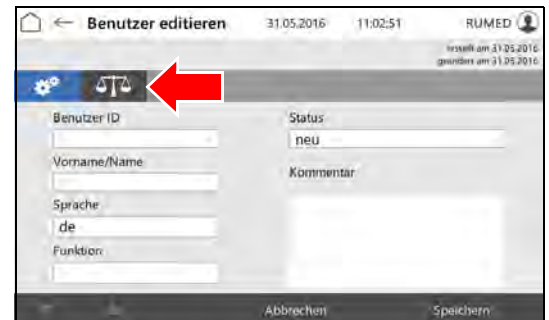 Benutzer editieren 31.05.2016 11:02:51 RUMED
erstellt am 31.05.2016
geändert am 31.05.2016
Benutzer ID
Status
neu
Vorname/Name
Kommentar
Sprache
de
Funktion
Abbrechen Speichern